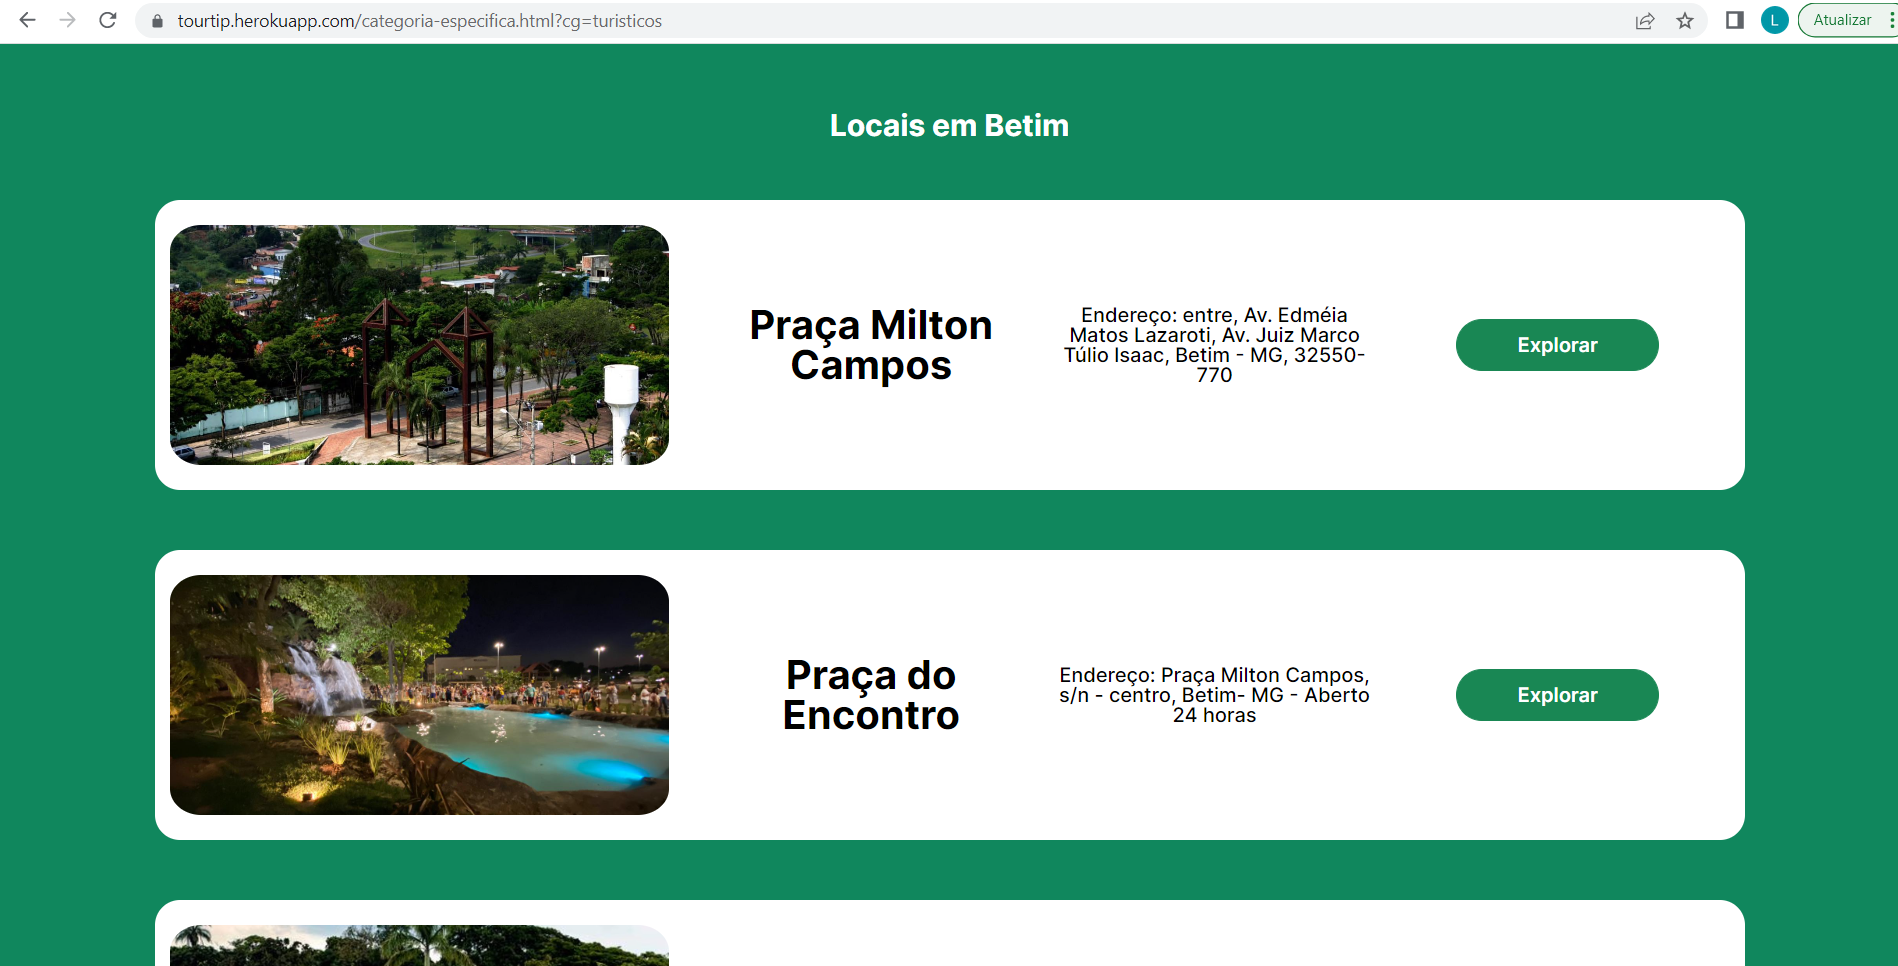 tourtip.herokuapp.com/categoria-especifica.html?cg=turisticos
L
Atualizar
Locais em Betim
Praça Milton
Campos
Endereço: entre, Av. Edméia
Matos Lazaroti, Av. Juiz Marco
Túlio Isaac, Betim - MG, 32550-
770
Explorar
Praça do
Encontro
Endereço: Praça Milton Campos,
s/n - centro, Betim- MG - Aberto
24 horas
Explorar